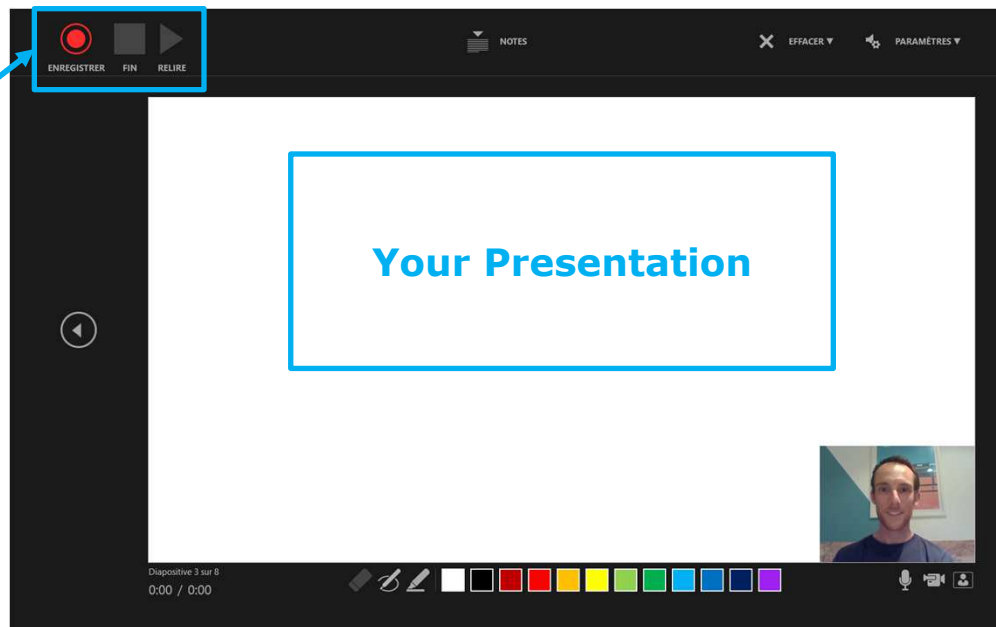 ENREGISTRER FIN RELIRE
NOTES
EFFACER
PARAMÈTRES
Your Presentation
Diapositive 3 sur 8
0:00 / 0:00